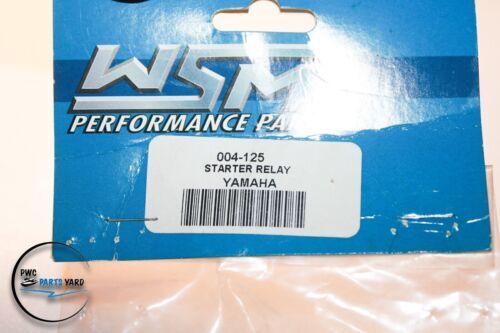 WSM
PERFORMANCE PA
004-125
STARTER RELAY
YAMAHA
PWC
PARTS YARD